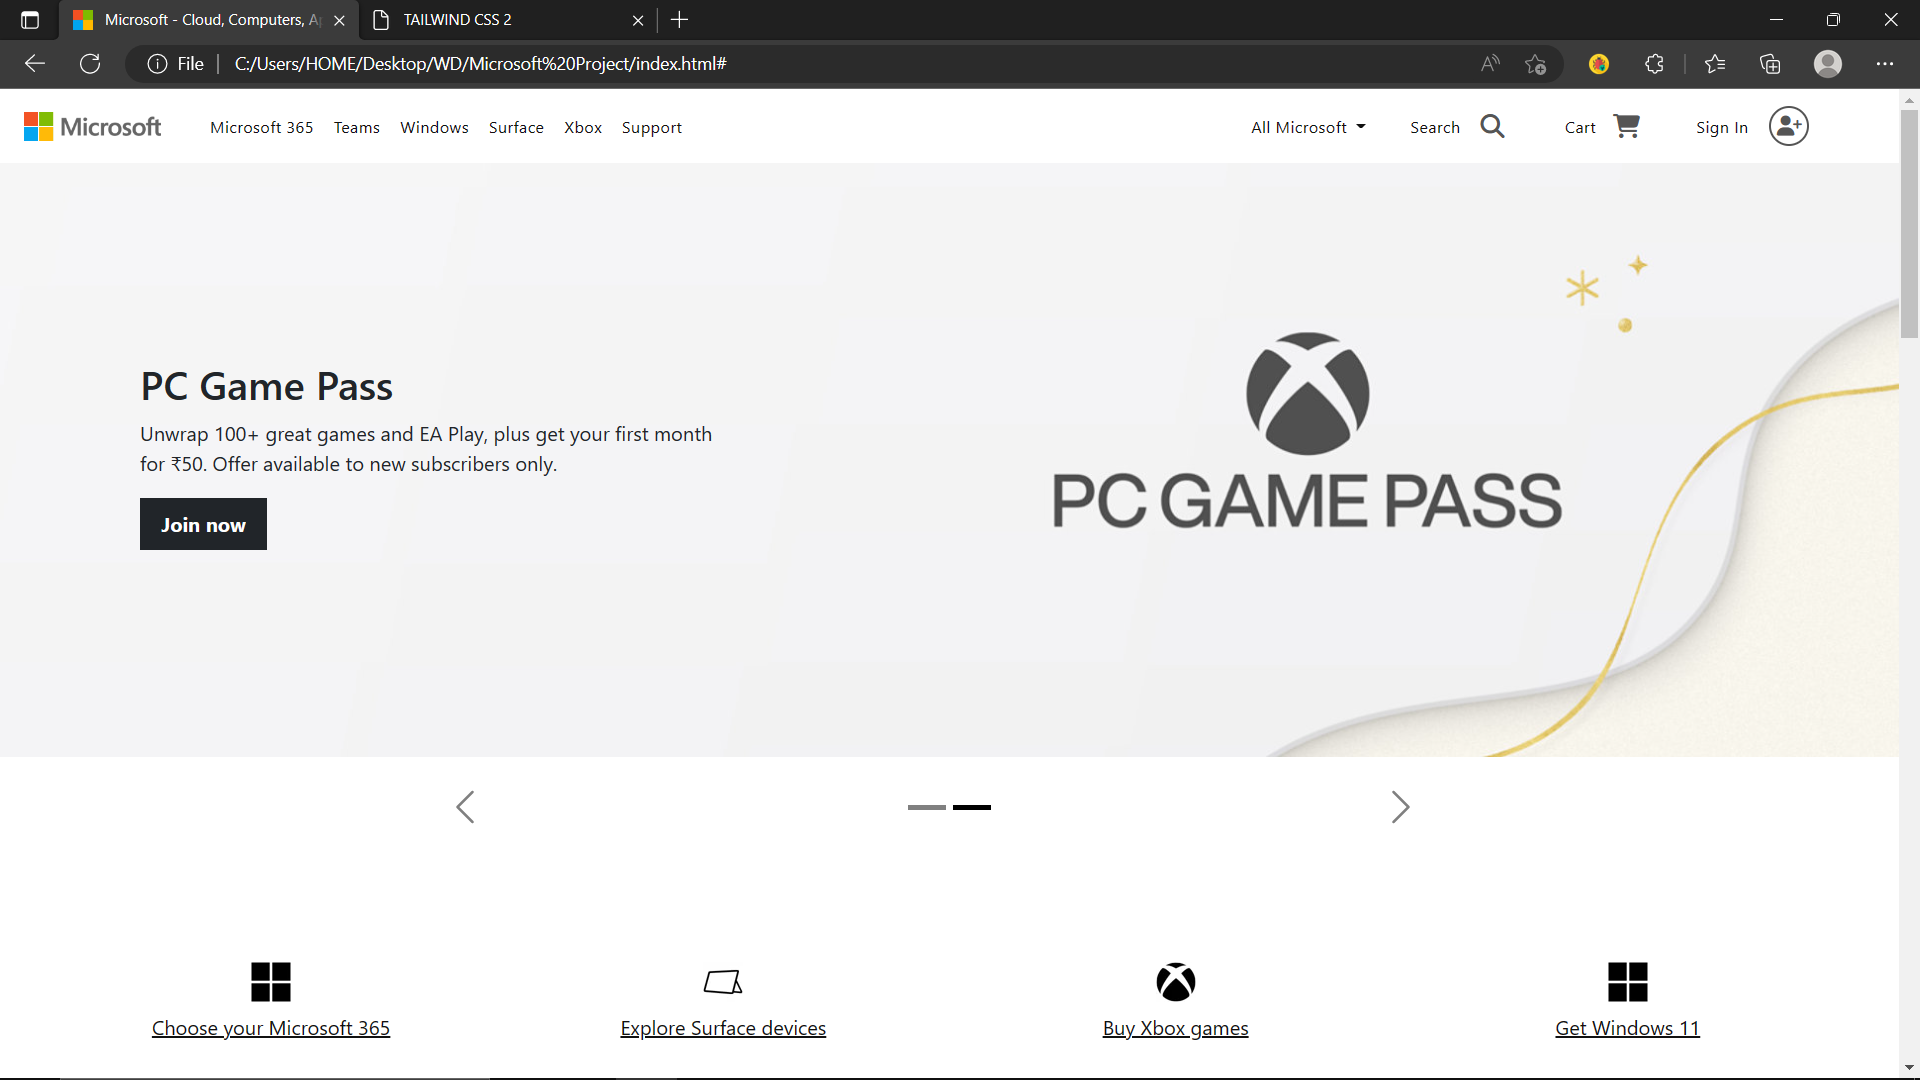 Microsoft - Cloud, Computers, A
TAILWIND CSS 2
File
C:/Users/HOME/Desktop/WD/Microsoft%20Project/index.html#
Microsoft
Microsoft 365 Teams Windows Surface Xbox Support
All Microsoft Search Cart Sign In
PC Game Pass
Unwrap 100+ great games and EA Play, plus get your first month
for ₹50. Offer available to new subscribers only.
Join now
PC GAME PASS
Choose your Microsoft 365
Explore Surface devices
Buy Xbox games
Get Windows 11